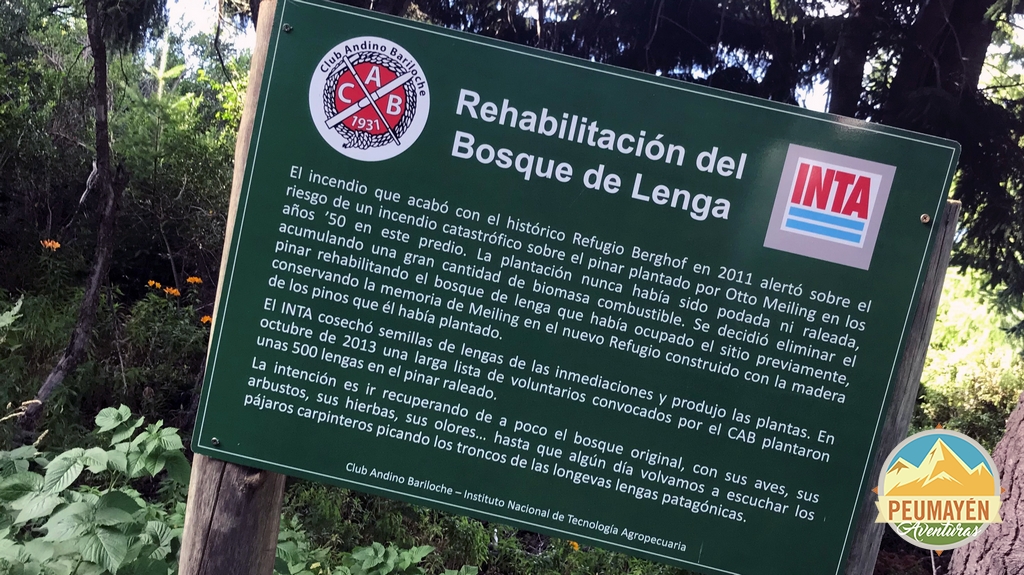 Club Andino Bariloche
C A B
1931
Rehabilitación del
Bosque de Lenga
INTA
El incendio que acabó con el histórico Refugio Berghof en 2011 alertó sobre el
riesgo de un incendio catastrófico sobre el pinar plantado por Otto Meiling en los
años ‘50 en este predio. La plantación nunca había sido podada ni raleada,
acumulando una gran cantidad de biomasa combustible. Se decidió eliminar el
pinar rehabilitando el bosque de lenga que había ocupado el sitio previamente,
conservando la memoria de Meiling en el nuevo Refugio construido con la madera
de los pinos que él había plantado.
El INTA cosechó semillas de lengas de las inmediaciones y produjo las plantas. En
octubre de 2013 una larga lista de voluntarios convocados por el CAB plantaron
unas 500 lengas en el pinar raleado.
La intención es ir recuperando de a poco el bosque original, con sus aves, sus
arbustos, sus hierbas, sus olores... hasta que algún día volvamos a escuchar los
pájaros carpinteros picando los troncos de las longevas lengas patagónicas.
Club Andino Bariloche – Instituto Nacional de Tecnología Agropecuaria
PEUMAYÉN
Aventuras